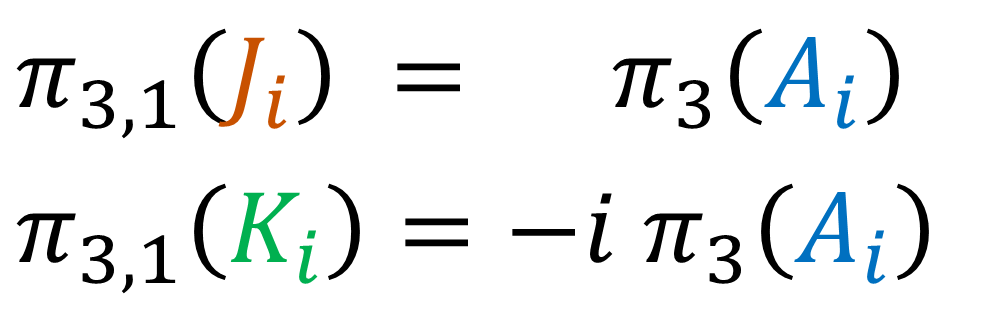 π₃,₁(Jᵢ) = π₃(Aᵢ)
π₃,₁(Kᵢ) = −i π₃(Aᵢ)